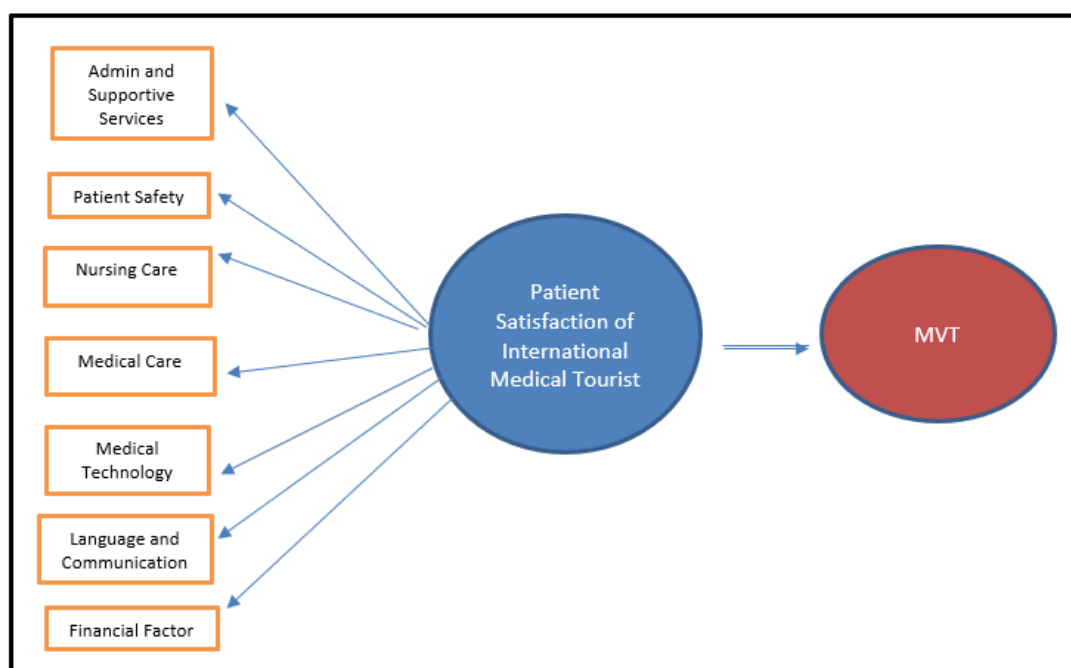 Admin and
Supportive
Services
Patient Safety
Nursing Care
Medical Care
Medical
Technology
Language and
Communication
Financial Factor
Patient
Satisfaction of
International
Medical Tourist
MVT